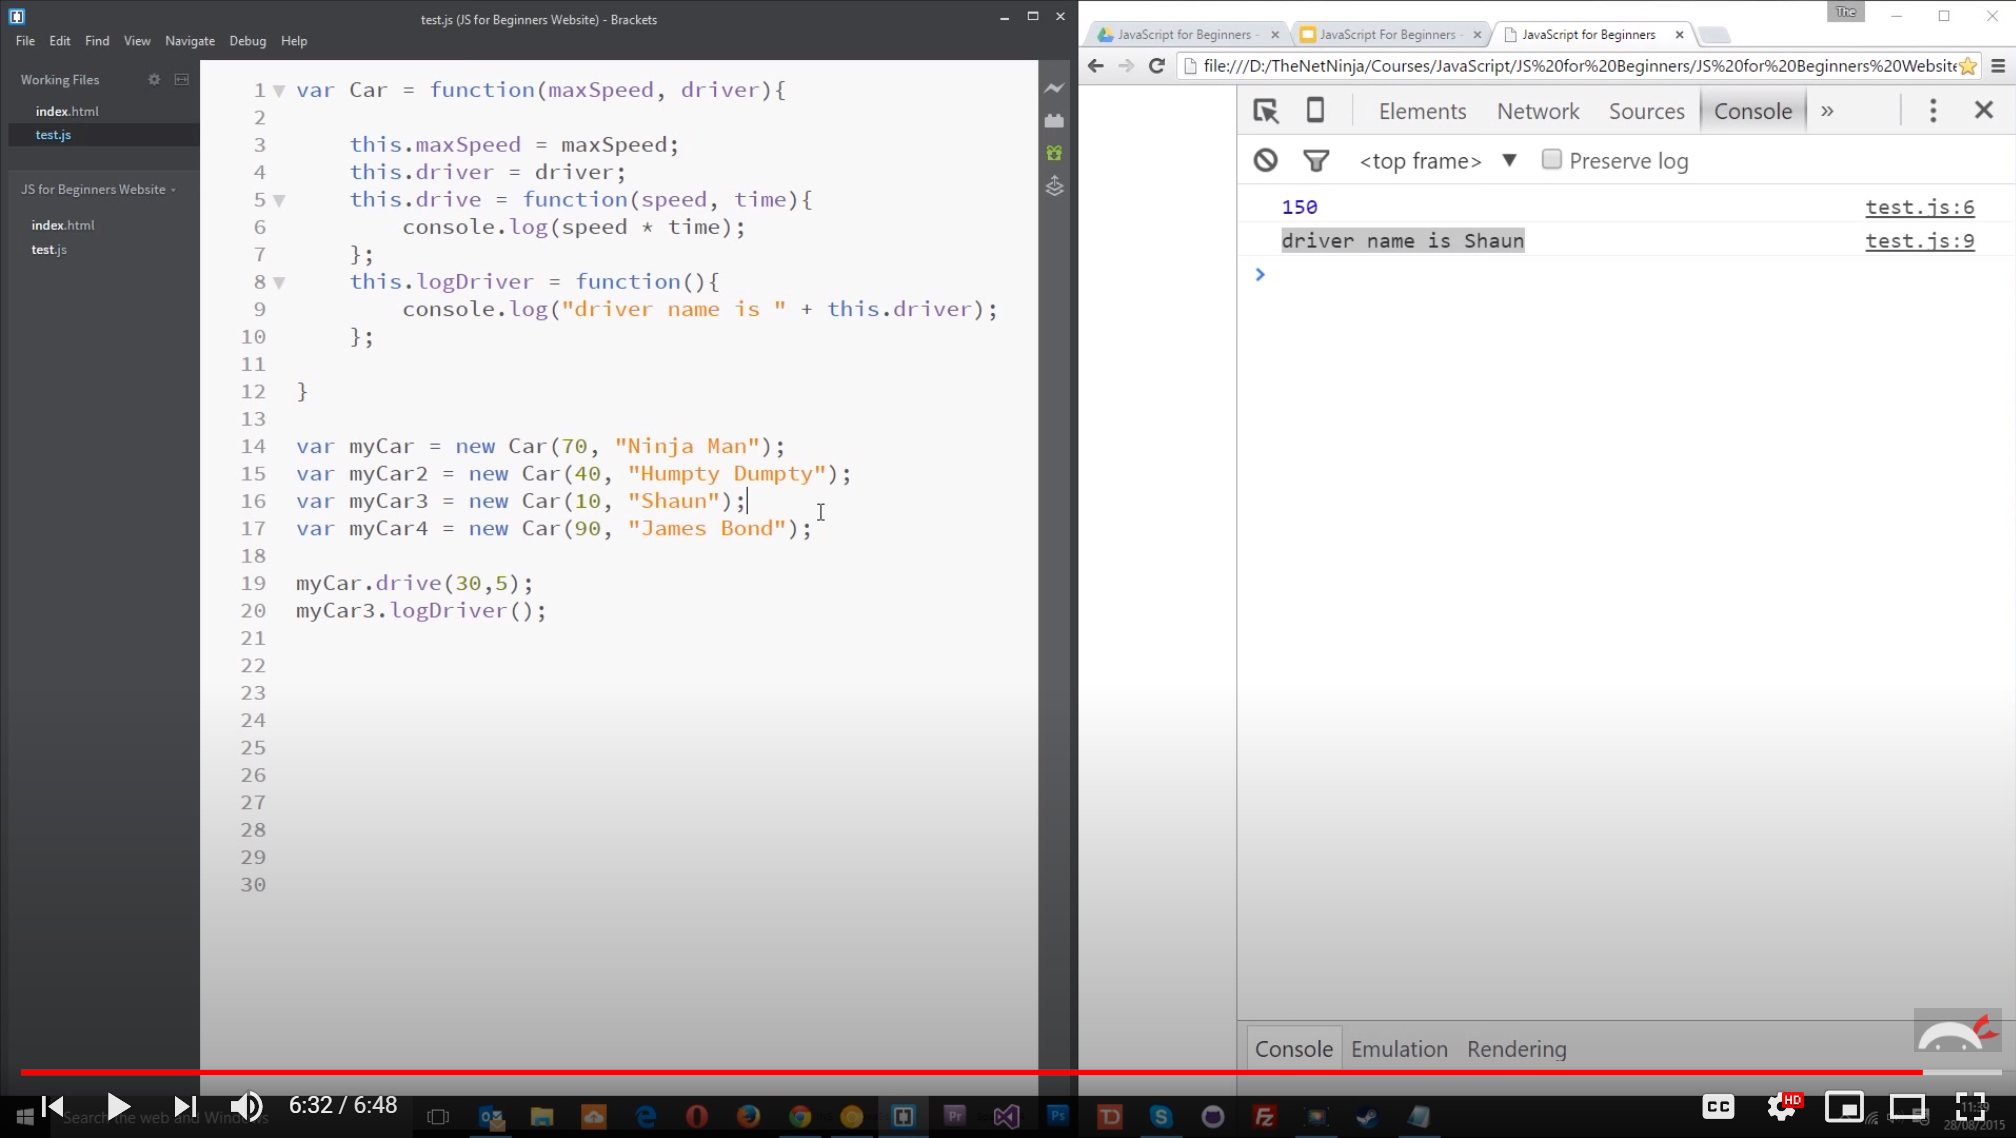 test.js (JS for Beginners Website) - Brackets
File Edit Find View Navigate Debug Help
Working Files
index.html
test.js
JS for Beginners Website
index.html
test.js
1 var Car = function(maxSpeed, driver){
2
3 this.maxSpeed = maxSpeed;
4 this.driver = driver;
5 this.drive = function(speed, time){
6 console.log(speed * time);
7 };
8 this.logDriver = function(){
9 console.log("driver name is " + this.driver);
10 };
11
12 }
13
14 var myCar = new Car(70, "Ninja Man");
15 var myCar2 = new Car(40, "Humpty Dumpty");
16 var myCar3 = new Car(10, "Shaun");
17 var myCar4 = new Car(90, "James Bond");
18
19 myCar.drive(30,5);
20 myCar3.logDriver();
21
22
23
24
25
26
27
28
29
30
The
JavaScript for Beginners - JavaScript For Beginners - JavaScript for Beginners
file:///D:/TheNetNinja/Courses/JavaScript/JS%20for%20Beginners/JS%20for%20Beginners%20Website
Elements Network Sources Console »
<top frame> Preserve log
150 test.js:6
driver name is Shaun test.js:9
>
Console Emulation Rendering
6:32 / 6:48
Search the web and Windows
Pr Ps TD S FZ
CC HD
11:39
28/08/2015